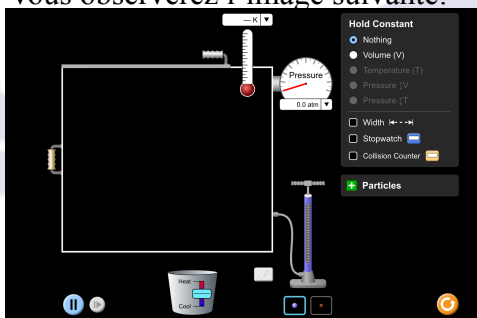 Vous observerez l'image suivante:
— K
Pressure
0.0 atm
Hold Constant
Nothing
Volume (V)
Temperature (T)
Pressure ↕V
Pressure ↕T
Width
Stopwatch
Collision Counter
Particles
Heat
Cool